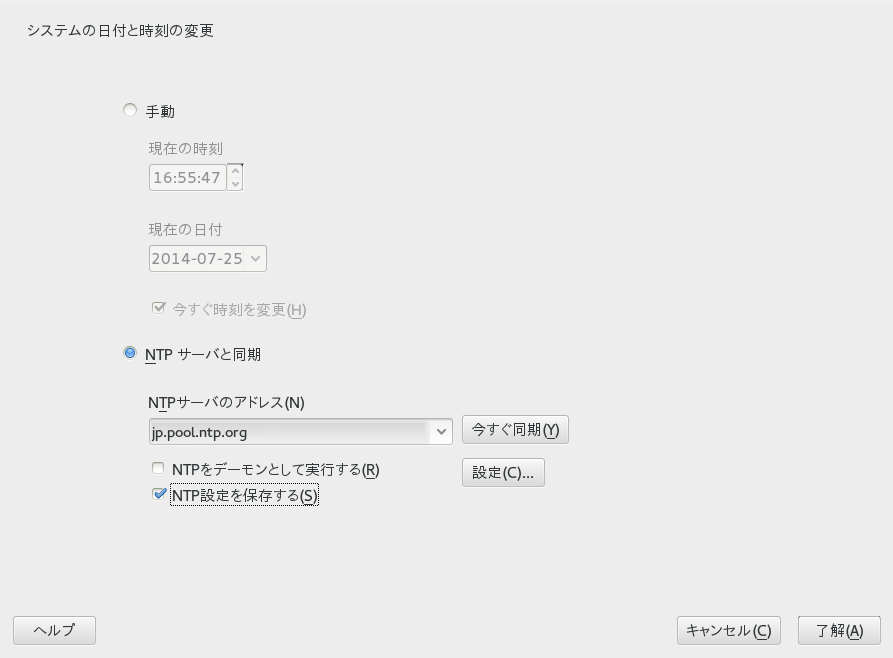 システムの日付と時刻の変更
手動
現在の時刻
16:55:47
現在の日付
2014-07-25
今すぐ時刻を変更(H)
NTP サーバと同期
NTPサーバのアドレス(N)
jp.pool.ntp.org 今すぐ同期(Y)
NTPをデーモンとして実行する(R) 設定(C)...
NTP設定を保存する(S)
ヘルプ キャンセル(C) 了解(A)